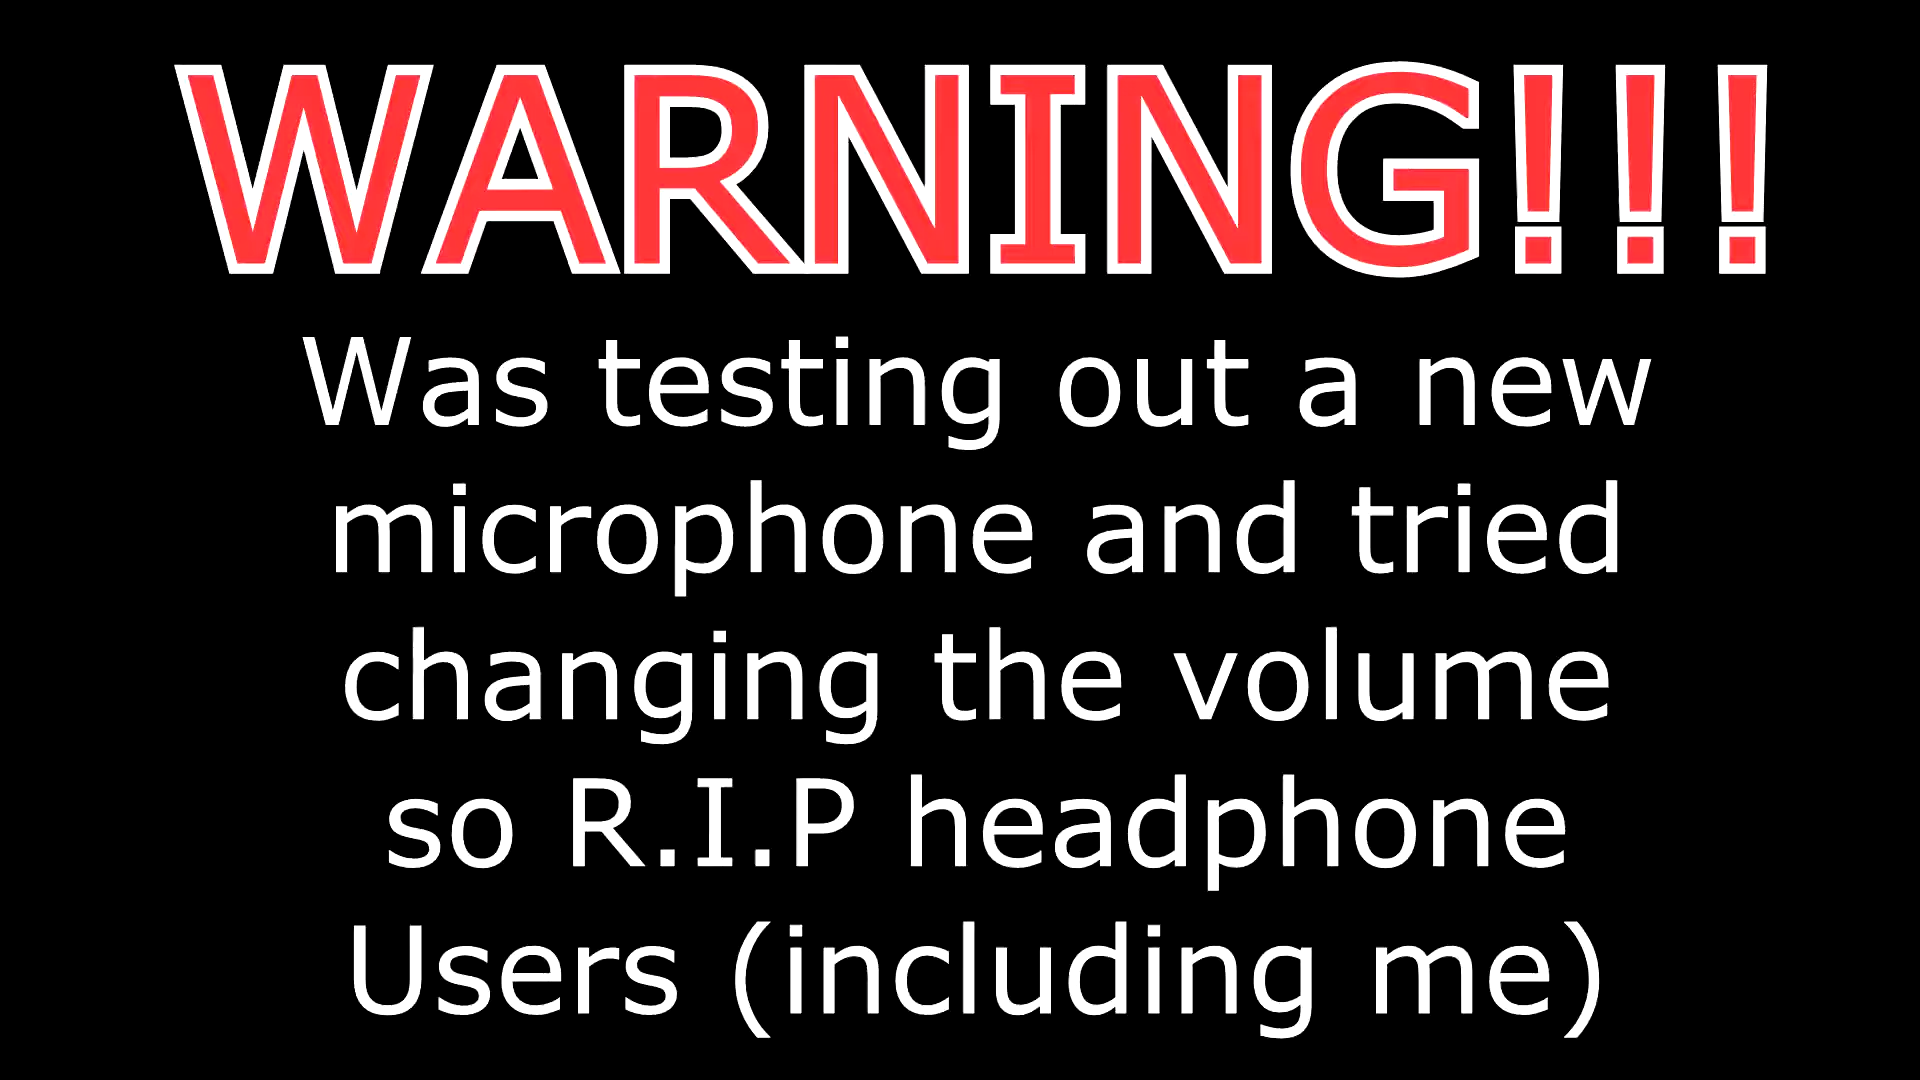 WARNING!!!
Was testing out a new
microphone and tried
changing the volume
so R.I.P headphone
Users (including me)